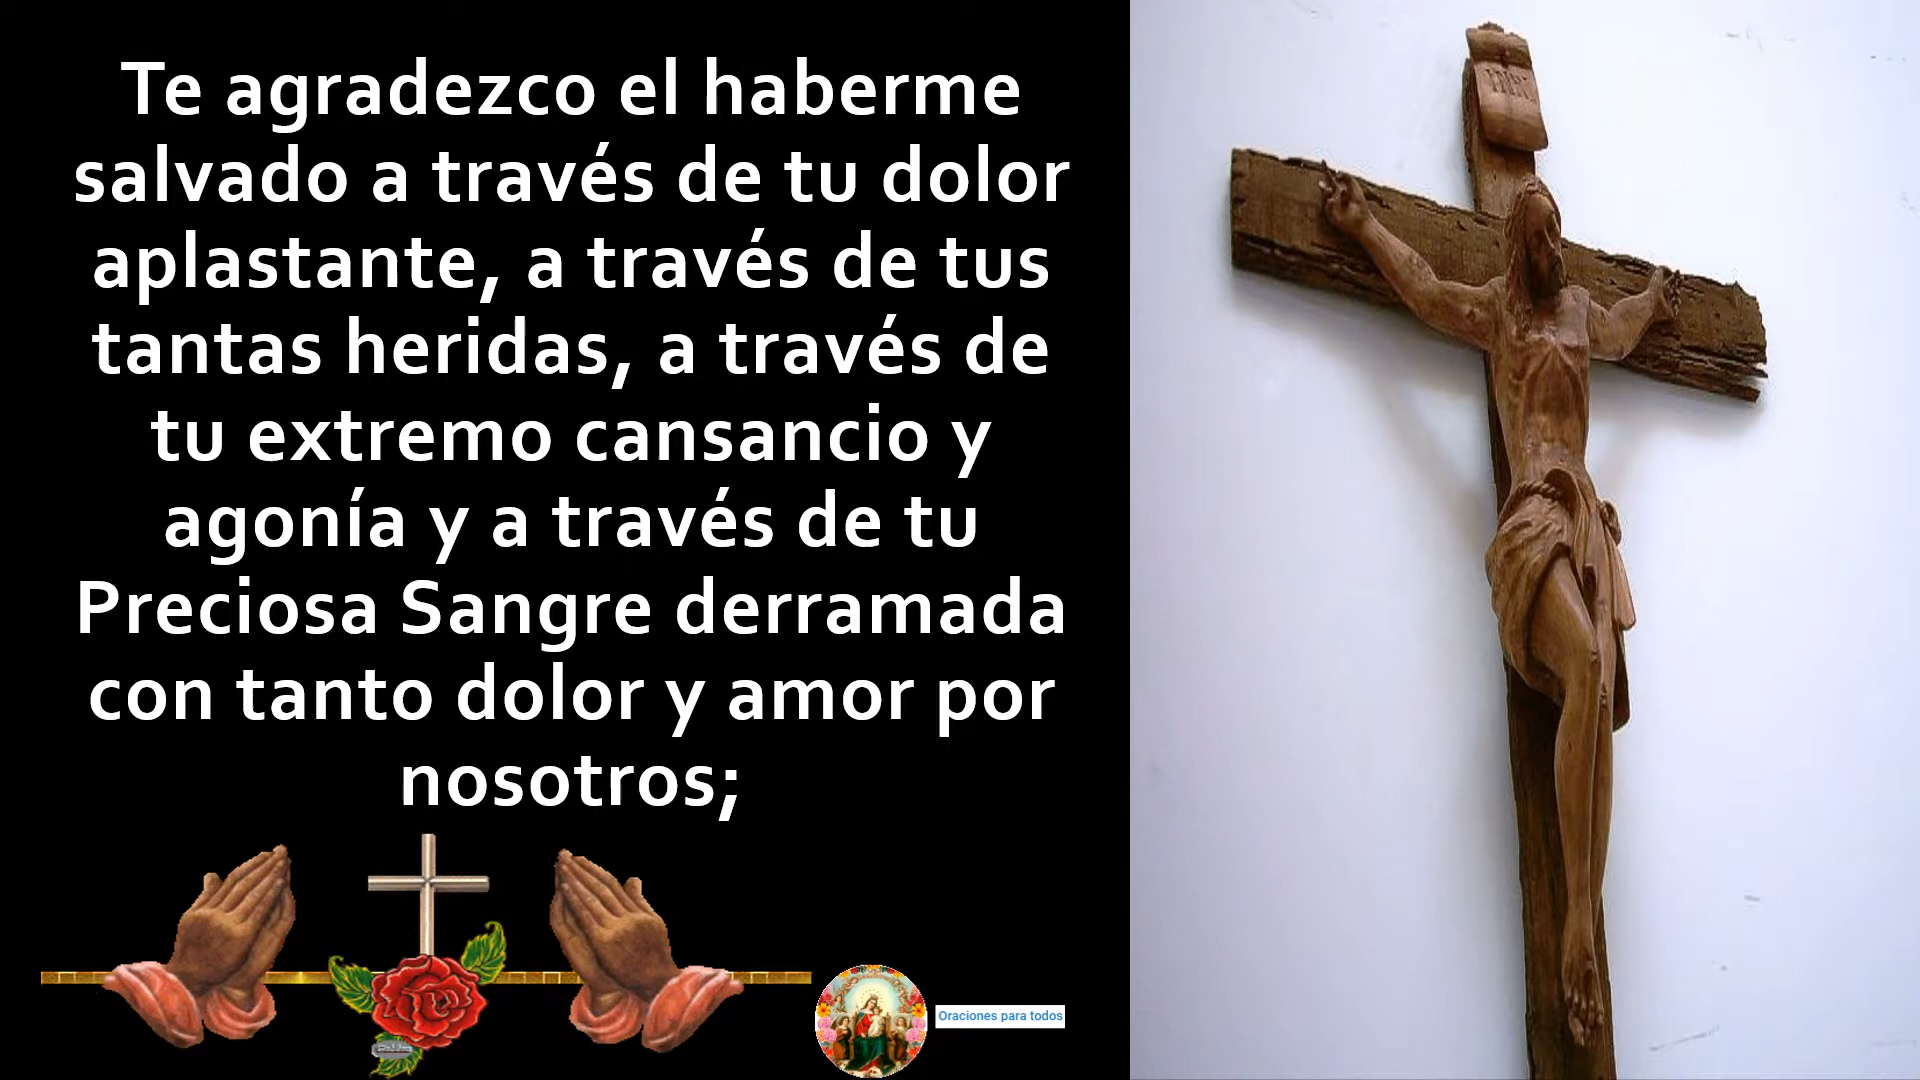 Te agradezco el haberme
salvado a través de tu dolor
aplastante, a través de tus
tantas heridas, a través de
tu extremo cansancio y
agonía y a través de tu
Preciosa Sangre derramada
con tanto dolor y amor por
nosotros;
Oraciones para todos
INRI